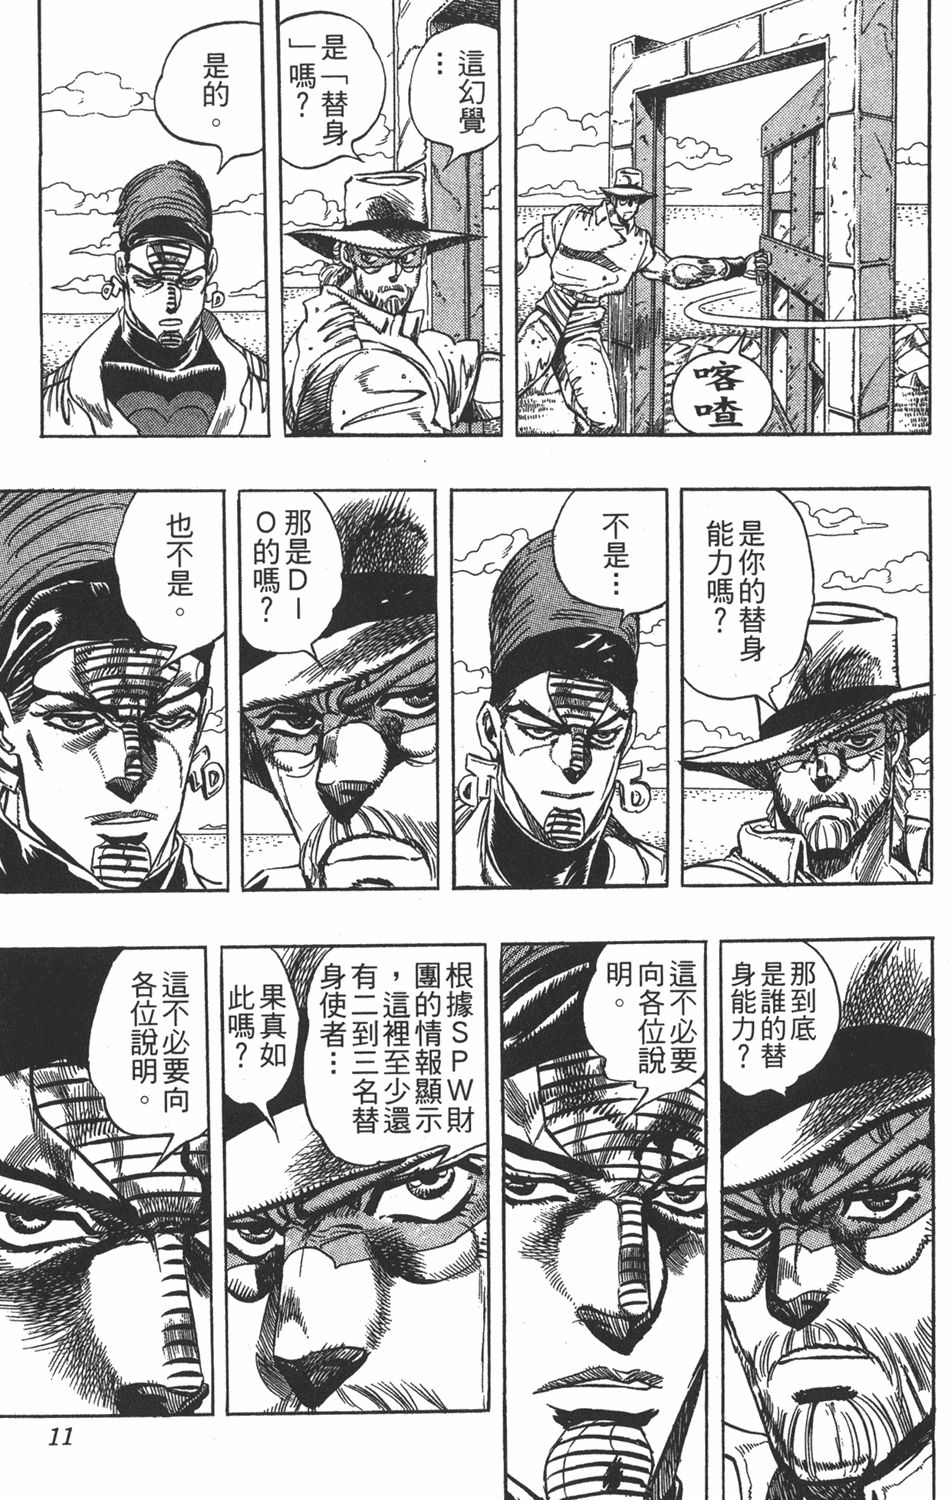 喀喳
這幻覺
⋯
是「替身
」嗎？
是的。
是你的替身
能力嗎？
不是⋯
那是DI
O的嗎？
也不是。
那到底
是誰的替
身能力？
這不必要
向各位說
明。
根據SPW財
團的情報顯示
，這裡至少還
有二到三名替
身使者⋯
果真如
此嗎？
這不必要向
各位說明。
11